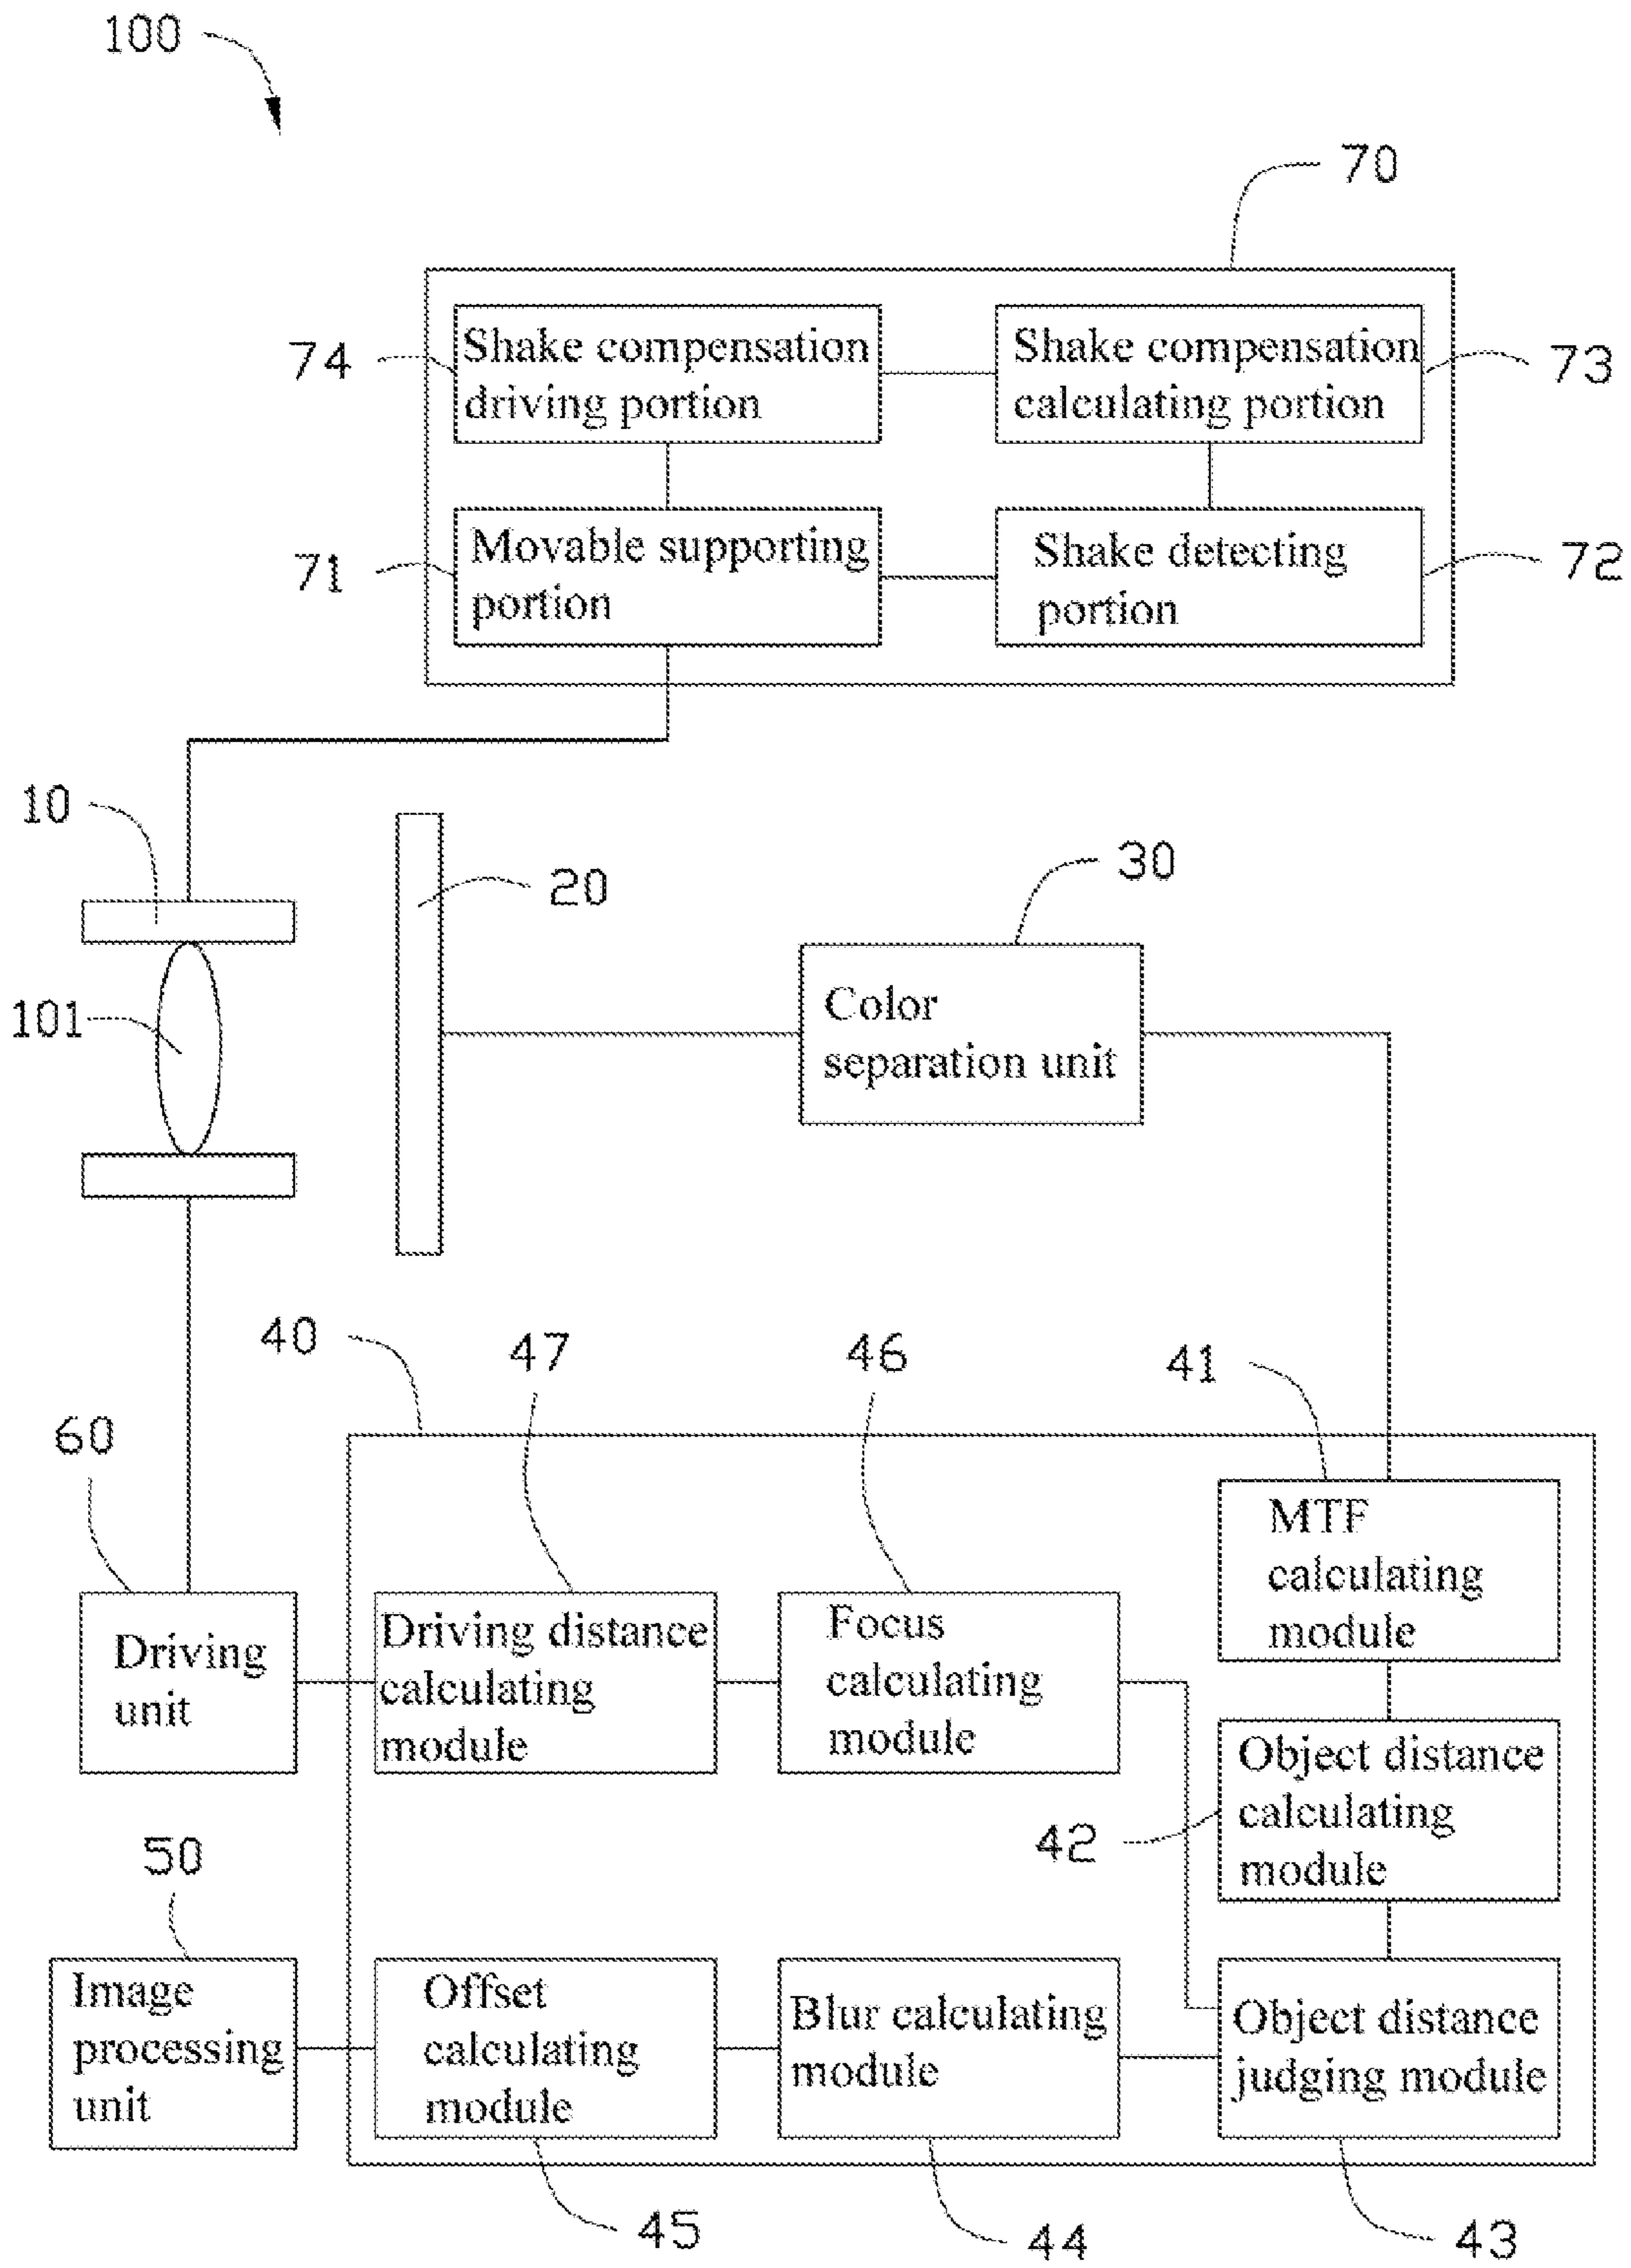 100
70
74
Shake compensation
driving portion
Shake compensation
calculating portion
73
71
Movable supporting
portion
Shake detecting
portion
72
10
20
30
101
Color
separation unit
40
47
46
41
60
MTF
calculating
module
Driving
unit
Driving distance
calculating
module
Focus
calculating
module
Object distance
calculating
module
42
50
Image
processing
unit
Offset
calculating
module
Blur calculating
module
Object distance
judging module
45
44
43